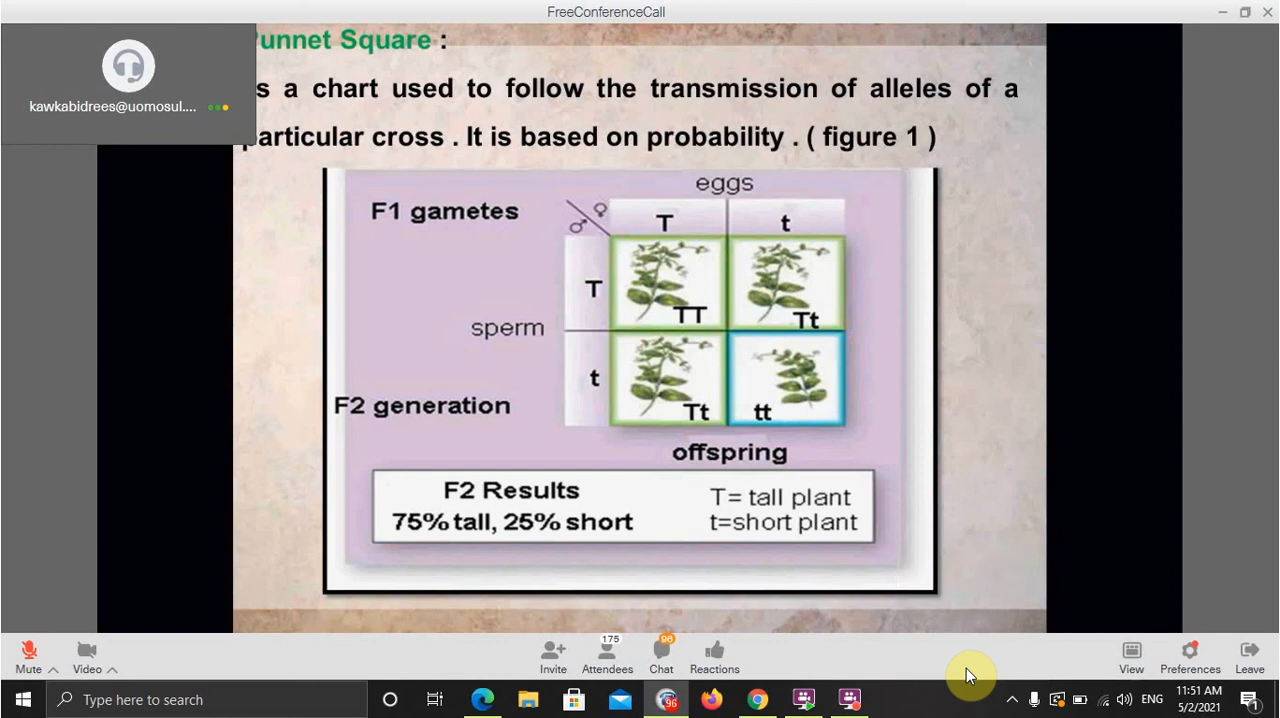 FreeConferenceCall
unnet Square :
kawkabidrees@uomosul....
s a chart used to follow the transmission of alleles of a
particular cross . It is based on probability . ( figure 1 )
eggs
F1 gametes
♀
♂
T
t
T
TT
Tt
sperm
t
Tt
tt
F2 generation
offspring
F2 Results
75% tall, 25% short
T= tall plant
t=short plant
175
96
Mute
Video
Invite
Attendees
Chat
Reactions
View
Preferences
Leave
Type here to search
96
ENG
11:51 AM
5/2/2021
1